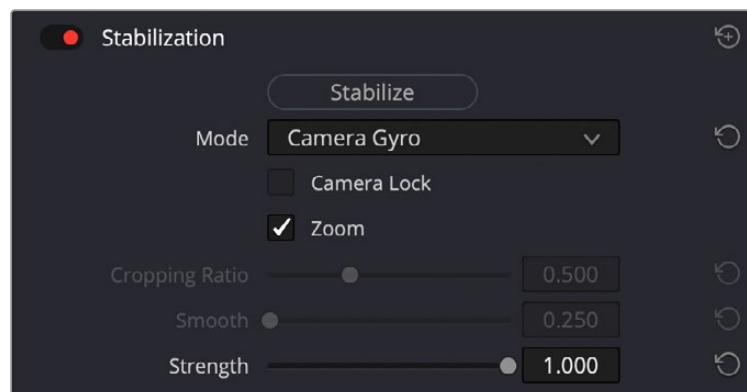 Stabilization
Stabilize
Mode Camera Gyro
Camera Lock
Zoom
Cropping Ratio 0.500
Smooth 0.250
Strength 1.000